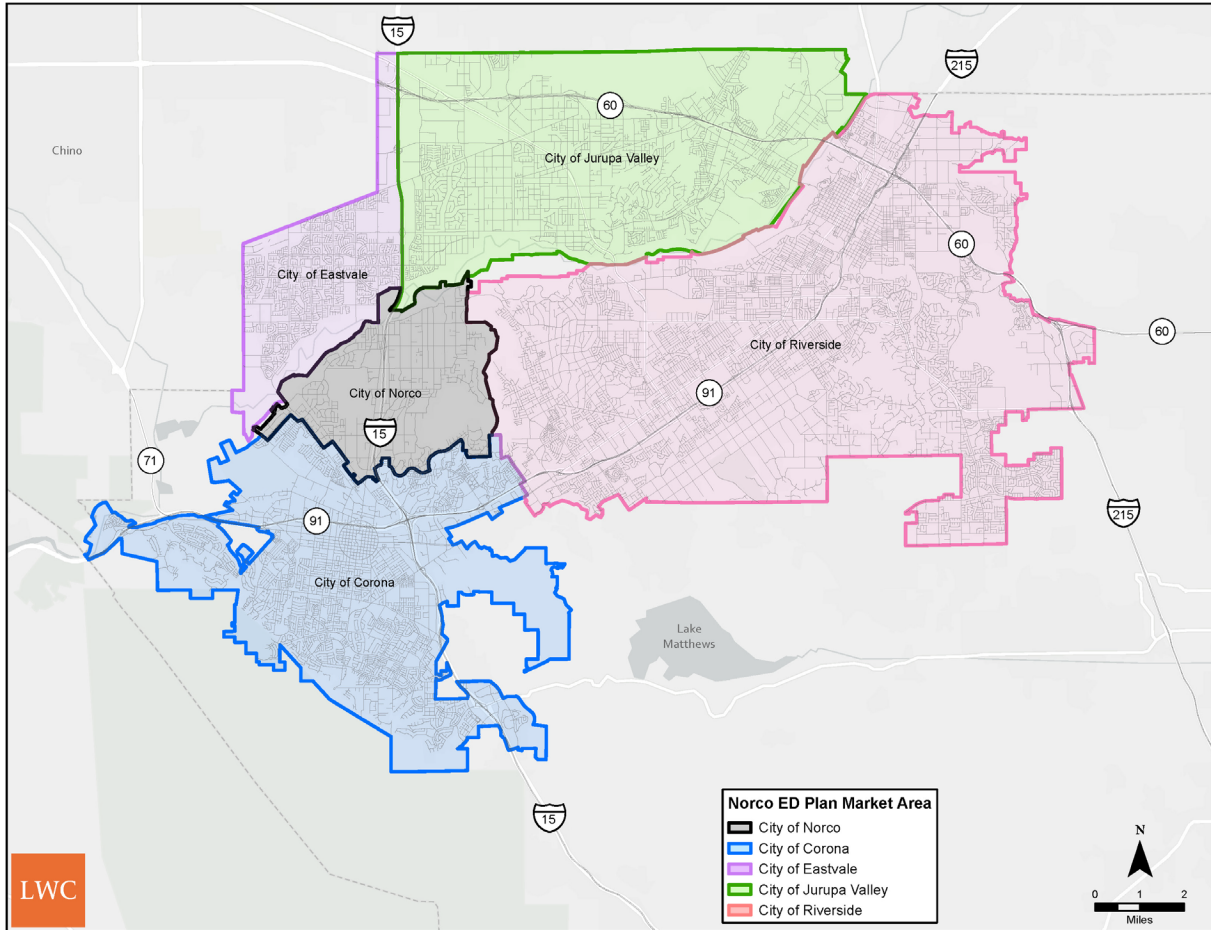 15
215
60
Chino
City of Jurupa Valley
60
City of Eastvale
60
City of Riverside
City of Norco
91
15
71
215
91
City of Corona
Lake
Matthews
15
Norco ED Plan Market Area
City of Norco
City of Corona
City of Eastvale
City of Jurupa Valley
City of Riverside
N
0 1 2
Miles
LWC